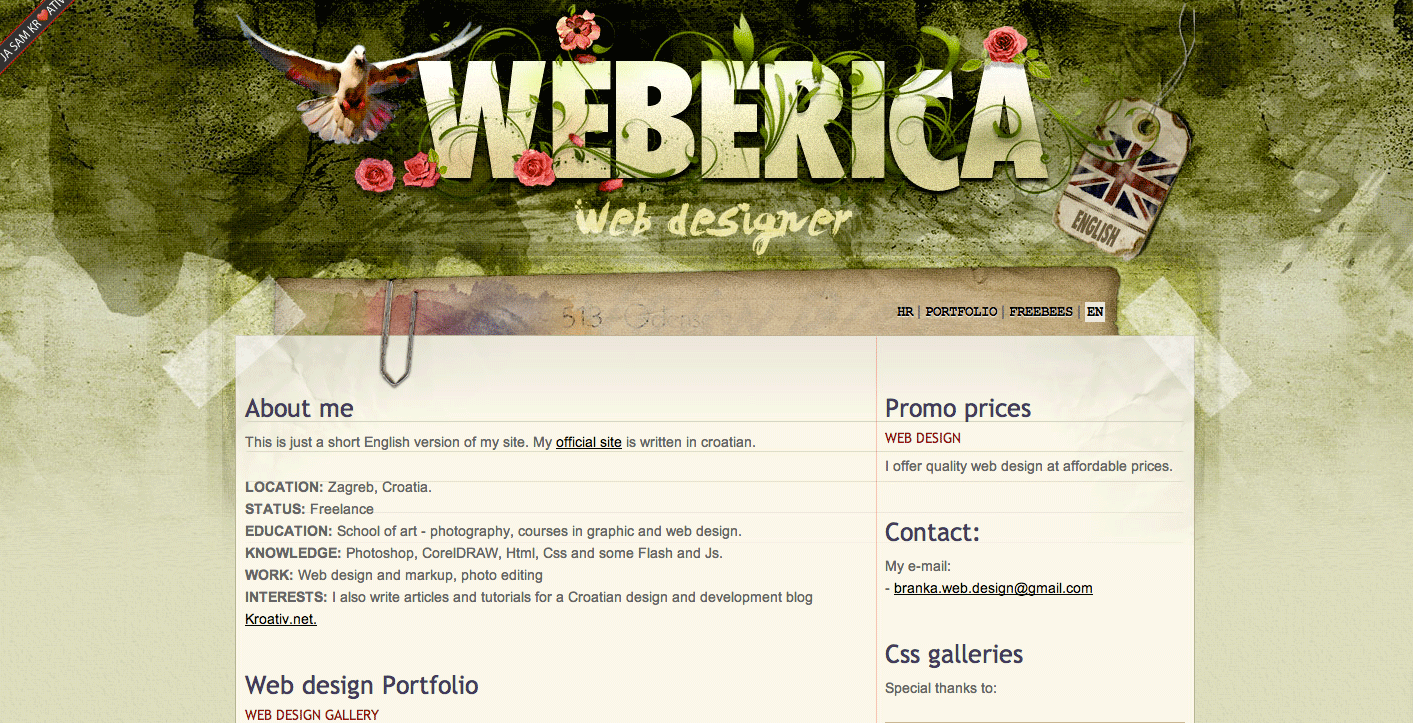 JA SAM KR ATIV
WEBERICA
Web designer
ENGLISH
HR | PORTFOLIO | FREEBEES | EN
About me
This is just a short English version of my site. My official site is written in croatian.
LOCATION: Zagreb, Croatia.
STATUS: Freelance
EDUCATION: School of art - photography, courses in graphic and web design.
KNOWLEDGE: Photoshop, CorelDRAW, Html, Css and some Flash and Js.
WORK: Web design and markup, photo editing
INTERESTS: I also write articles and tutorials for a Croatian design and development blog
Kroativ.net.
Web design Portfolio
WEB DESIGN GALLERY
Promo prices
WEB DESIGN
I offer quality web design at affordable prices.
Contact:
My e-mail:
- branka.web.design@gmail.com
Css galleries
Special thanks to: